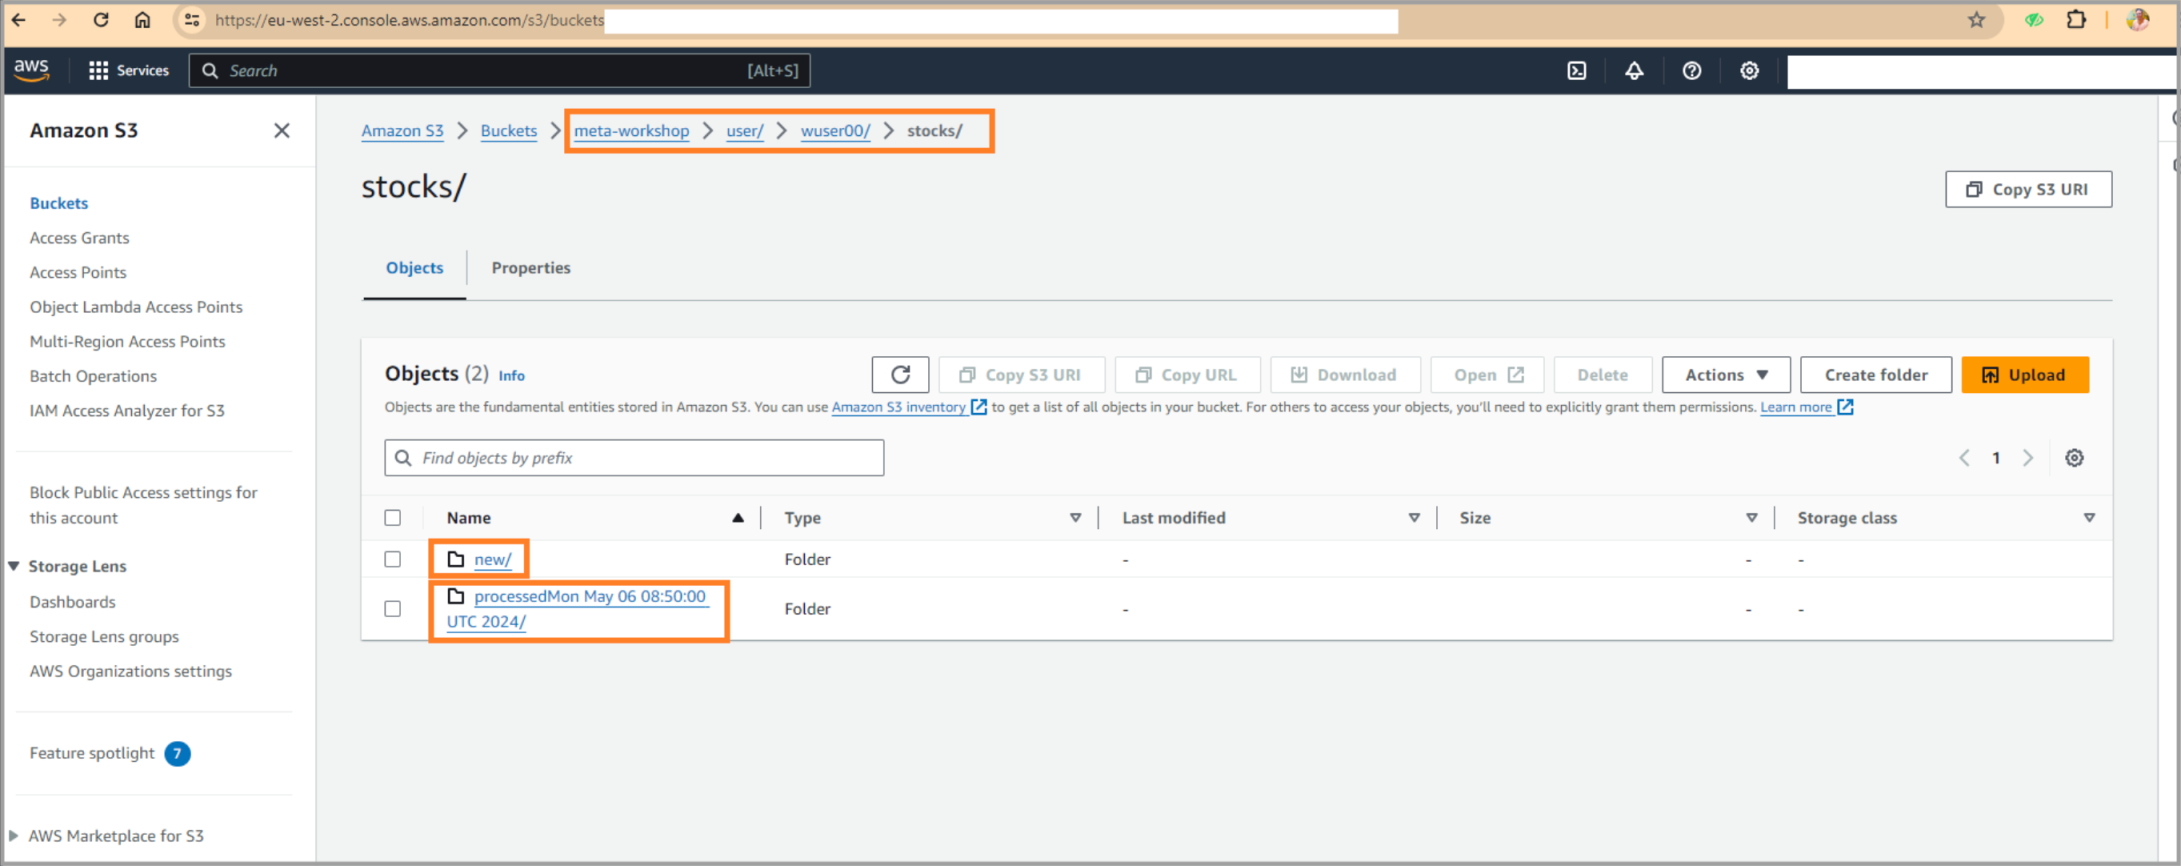 https://eu-west-2.console.aws.amazon.com/s3/buckets
aws Services Search [Alt+S]
Amazon S3
Buckets
Access Grants
Access Points
Object Lambda Access Points
Multi-Region Access Points
Batch Operations
IAM Access Analyzer for S3
Block Public Access settings for
this account
Storage Lens
Dashboards
Storage Lens groups
AWS Organizations settings
Feature spotlight 7
AWS Marketplace for S3
Amazon S3 > Buckets > meta-workshop > user/ > wuser00/ > stocks/
stocks/
Copy S3 URI
Objects Properties
Objects (2) Info
Copy S3 URI Copy URL Download Open Delete Actions Create folder Upload
Objects are the fundamental entities stored in Amazon S3. You can use Amazon S3 inventory to get a list of all objects in your bucket. For others to access your objects, you'll need to explicitly grant them permissions. Learn more
Find objects by prefix
1
Name Type Last modified Size Storage class
new/ Folder - - -
processedMon May 06 08:50:00 Folder - - -
UTC 2024/